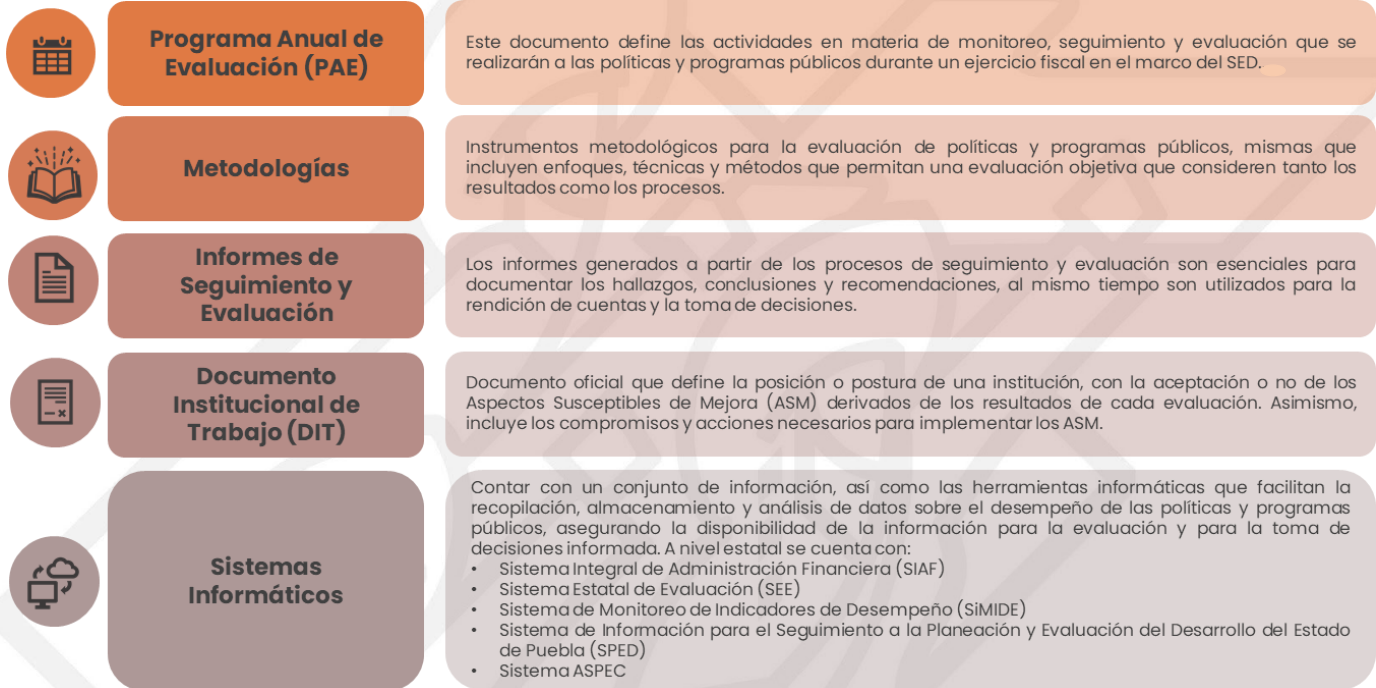 Programa Anual de
Evaluación (PAE)
Este documento define las actividades en materia de monitoreo, seguimiento y evaluación que se
realizarán a las políticas y programas públicos durante un ejercicio fiscal en el marco del SED.
Metodologías
Instrumentos metodológicos para la evaluación de políticas y programas públicos, mismas que
incluyen enfoques, técnicas y métodos que permitan una evaluación objetiva que consideren tanto los
resultados como los procesos.
Informes de
Seguimiento y
Evaluación
Los informes generados a partir de los procesos de seguimiento y evaluación son esenciales para
documentar los hallazgos, conclusiones y recomendaciones, al mismo tiempo son utilizados para la
rendición de cuentas y la toma de decisiones.
Documento
Institucional de
Trabajo (DIT)
Documento oficial que define la posición o postura de una institución, con la aceptación o no de los
Aspectos Susceptibles de Mejora (ASM) derivados de los resultados de cada evaluación. Asimismo,
incluye los compromisos y acciones necesarios para implementar los ASM.
Sistemas
Informáticos
Contar con un conjunto de información, así como las herramientas informáticas que facilitan la
recopilación, almacenamiento y análisis de datos sobre el desempeño de las políticas y programas
públicos, asegurando la disponibilidad de la información para la evaluación y para la toma de
decisiones informada. A nivel estatal se cuenta con:
• Sistema Integral de Administración Financiera (SIAF)
• Sistema Estatal de Evaluación (SEE)
• Sistema de Monitoreo de Indicadores de Desempeño (SiMIDE)
• Sistema de Información para el Seguimiento a la Planeación y Evaluación del Desarrollo del Estado
de Puebla (SPED)
• Sistema ASPEC